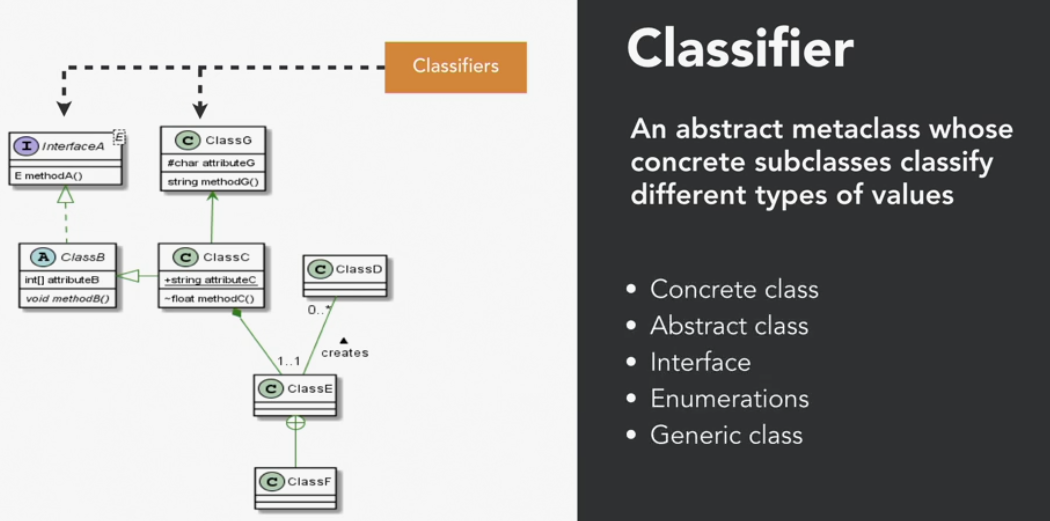 Classifiers
I InterfaceA E
E methodA()
C ClassG
#char attributeG
string methodG()
A ClassB
int[] attributeB
void methodB()
C ClassC
+string attributeC
~float methodC()
C ClassD
0..*
creates
1..1
C ClassE
C ClassF
Classifier
An abstract metaclass whose
concrete subclasses classify
different types of values
• Concrete class
• Abstract class
• Interface
• Enumerations
• Generic class